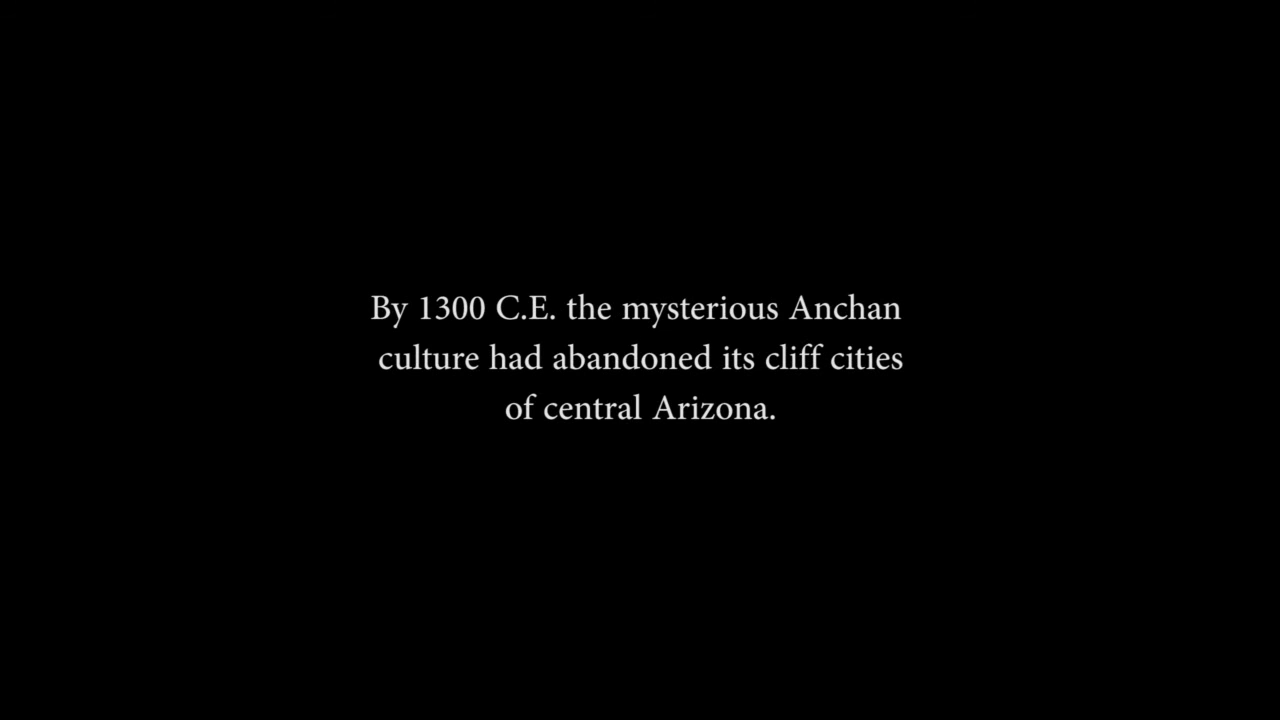 By 1300 C.E. the mysterious Anchan
culture had abandoned its cliff cities
of central Arizona.